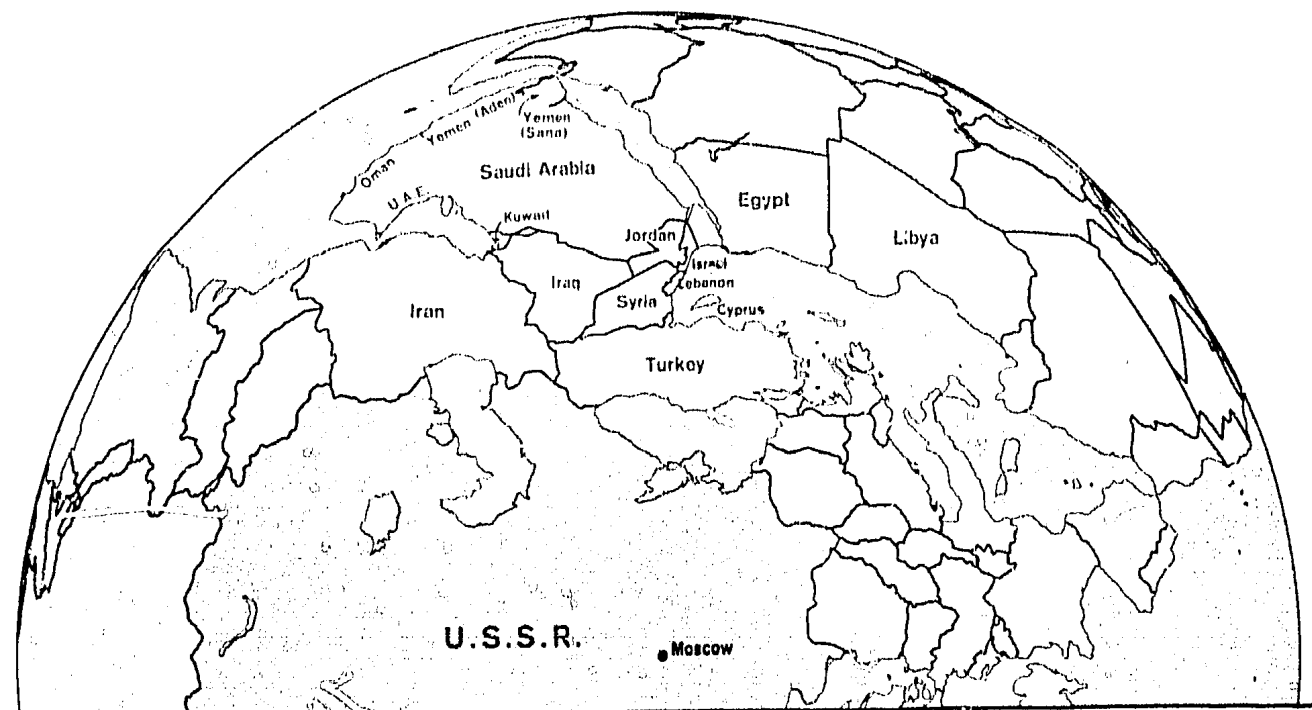 Yemen (Aden)
Yemen
(Sana)
Oman
Saudi Arabia
U.A.E.
Egypt
Kuwait
Jordan
Libya
Israel
Lebanon
Iraq
Syria
Cyprus
Iran
Turkey
U.S.S.R.
Moscow